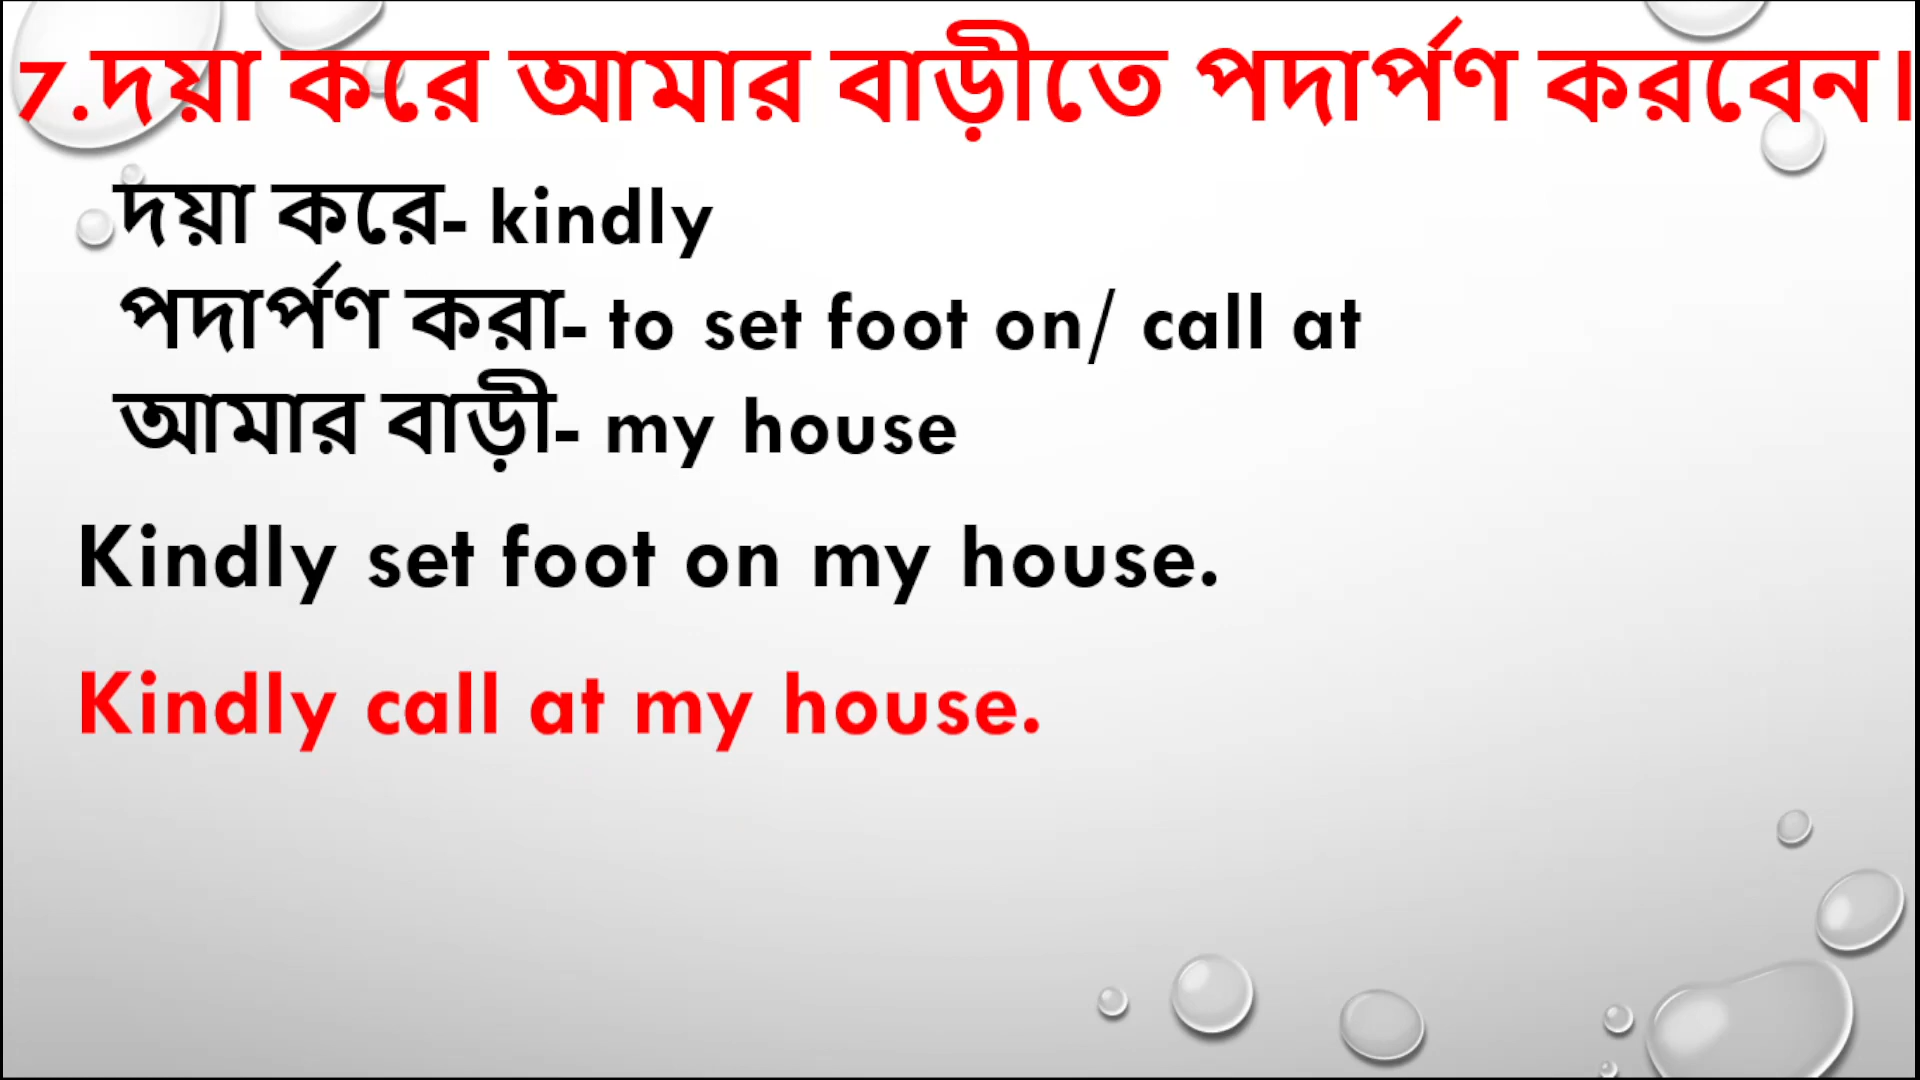 7.দয়া করে আমার বাড়ীতে পদার্পণ করবেন।
দয়া করে- kindly
পদার্পণ করা- to set foot on/ call at
আমার বাড়ী- my house
Kindly set foot on my house.
Kindly call at my house.